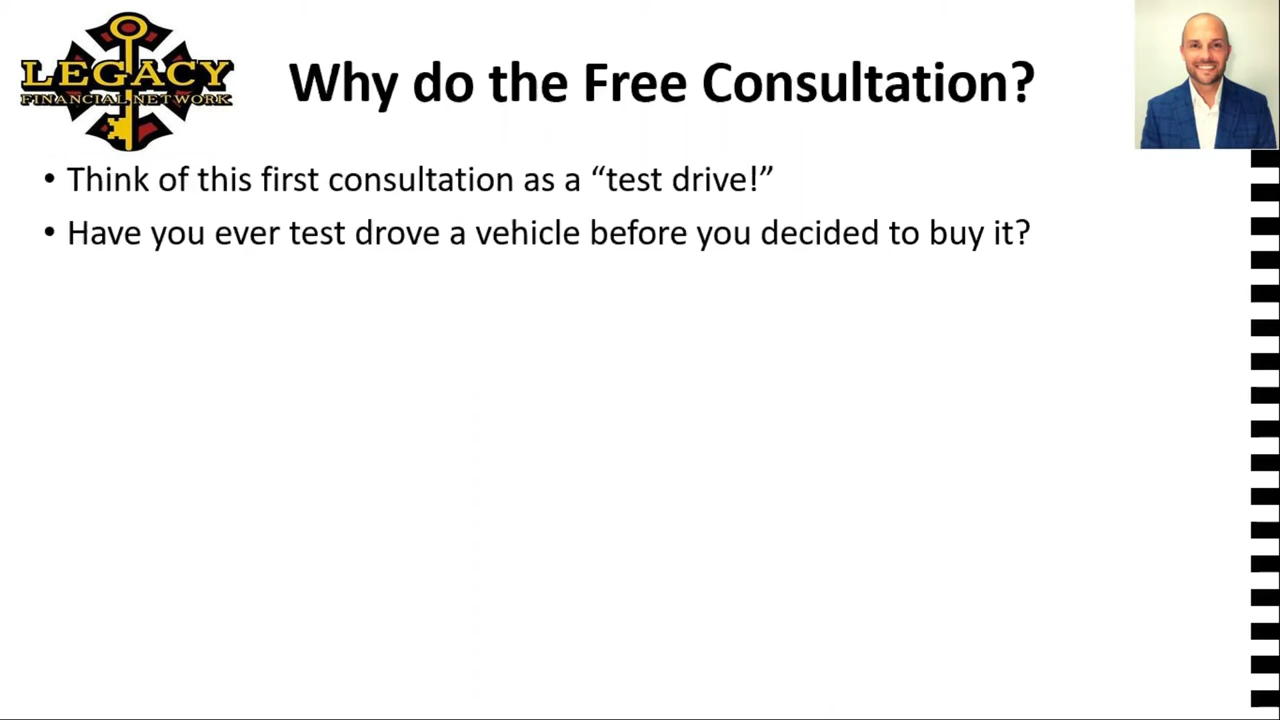 LEGACY
FINANCIAL NETWORK
Why do the Free Consultation?
• Think of this first consultation as a “test drive!”
• Have you ever test drove a vehicle before you decided to buy it?